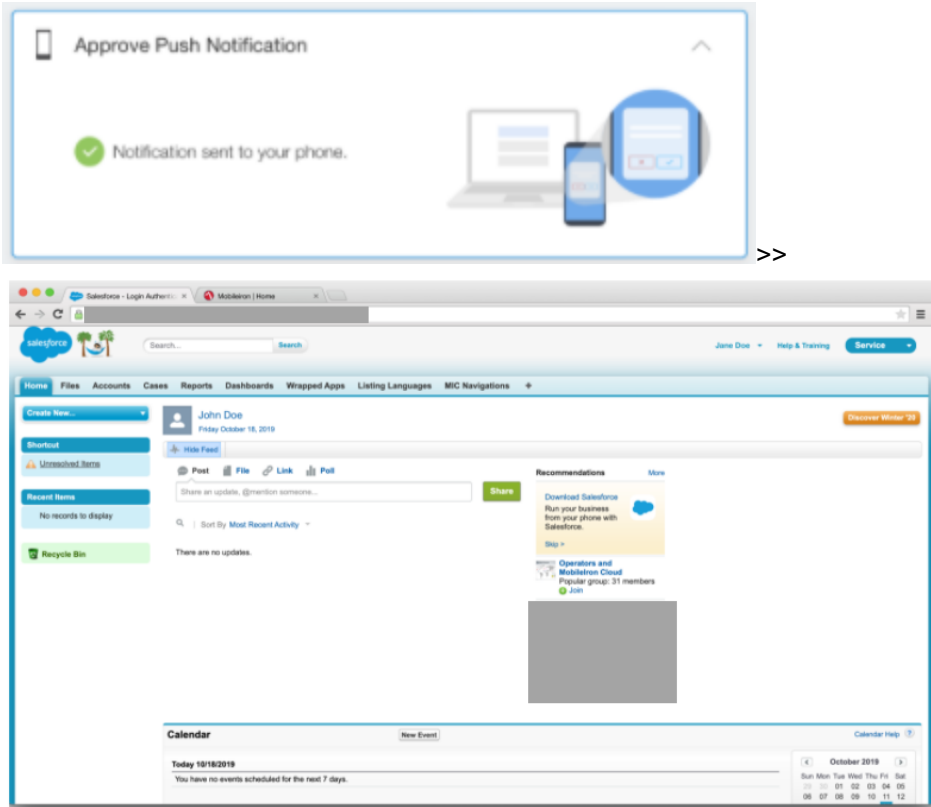 Approve Push Notification
Notification sent to your phone.
>>
Salesforce - Login Authentic
MobileIron | Home
salesforce
Search...
Search
Jane Doe
Help & Training
Service
Home Files Accounts Cases Reports Dashboards Wrapped Apps Listing Languages MIC Navigations +
Create New...
John Doe
Friday October 18, 2019
Discover Winter '20
Shortcut
Unresolved Items
Recent Items
No records to display
Recycle Bin
Hide Feed
Post File Link Poll
Share an update, @mention someone...
Share
Sort By Most Recent Activity
There are no updates.
Recommendations
More
Download Salesforce
Run your business
from your phone with
Salesforce.
Skip >
Operators and
MobileIron Cloud
Popular group: 31 members
Join
Calendar
New Event
Calendar Help ?
Today 10/18/2019
You have no events scheduled for the next 7 days.
October 2019
Sun Mon Tue Wed Thu Fri Sat
29 30 01 02 03 04 05
06 07 08 09 10 11 12